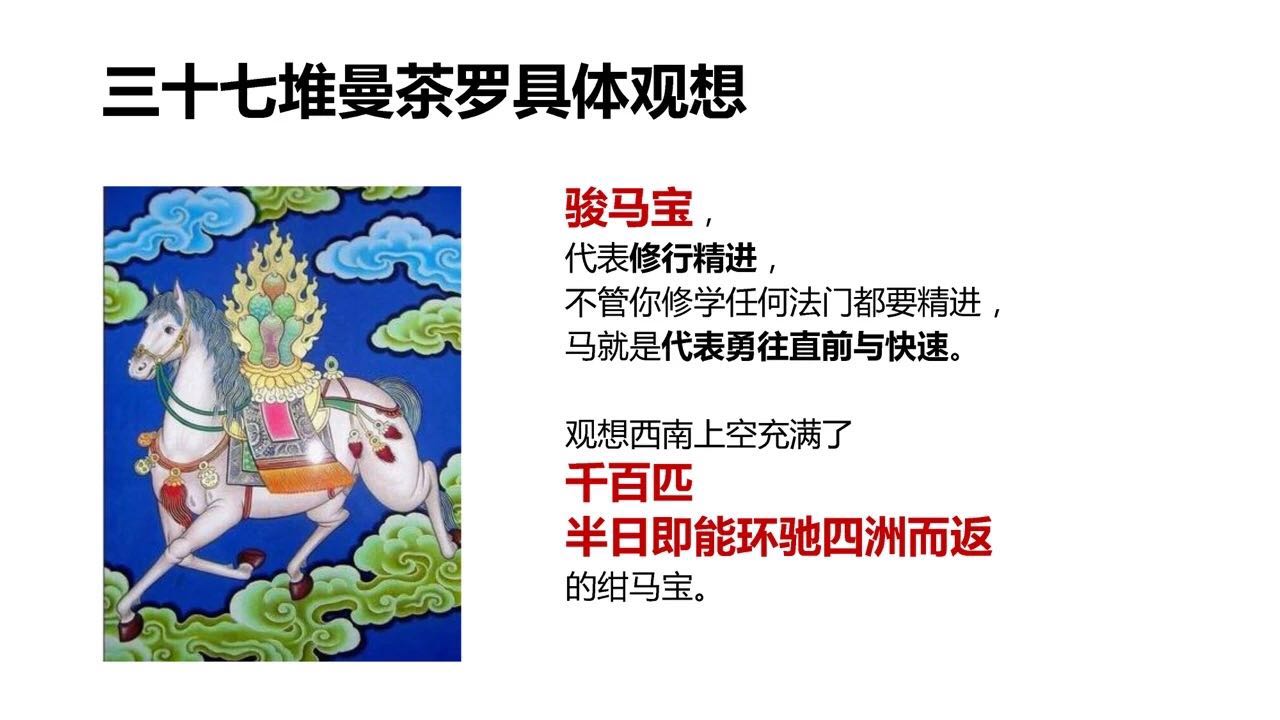 三十七堆曼茶罗具体观想
骏马宝，
代表修行精进，
不管你修学任何法门都要精进，
马就是代表勇往直前与快速。
观想西南上空充满了
千百匹
半日即能环驰四洲而返
的绀马宝。